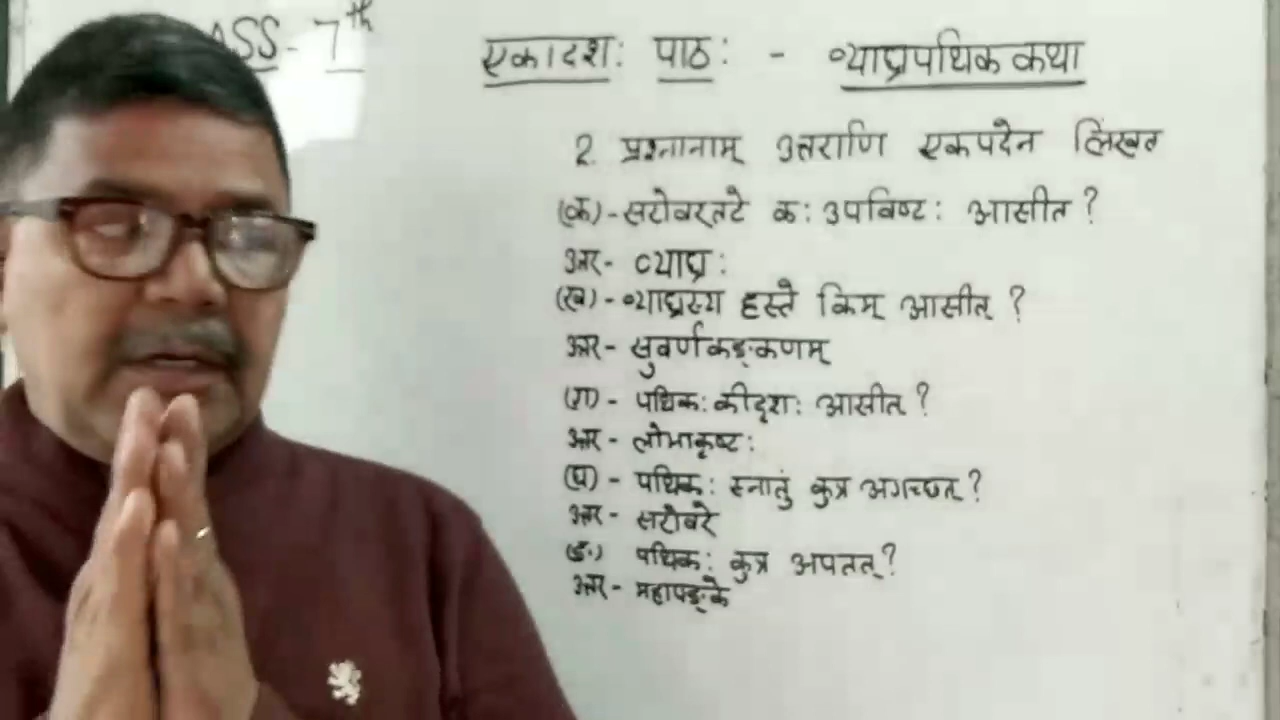 ASS- 7th
एकादशः पाठः - व्याघ्रपथिककथा
2. प्रश्नानाम् उत्तराणि एकपदेन लिखत
(क)-सरोवरतटे कः उपविष्टः आसीत?
उत्तर- व्याघ्रः
(ख)-व्याघ्रस्य हस्ते किम् आसीत् ?
उत्तर- सुवर्णकङ्कणम्
(ग) - पथिकः कीदृशः आसीत् ?
उत्तर - लोभाकृष्टः
(घ) - पथिकः स्नातुं कुत्र अगच्छत् ?
उत्तर - सरोवरे
(ङ) पथिकः कुत्र अपतत् ?
उत्तर - महापङ्के